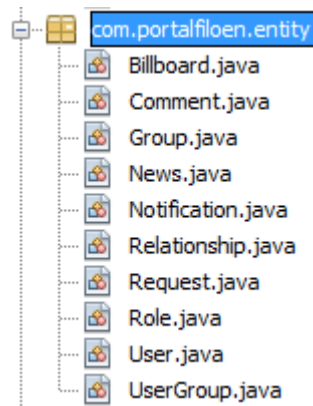 com.portalfiloen.entity
Billboard.java
Comment.java
Group.java
News.java
Notification.java
Relationship.java
Request.java
Role.java
User.java
UserGroup.java